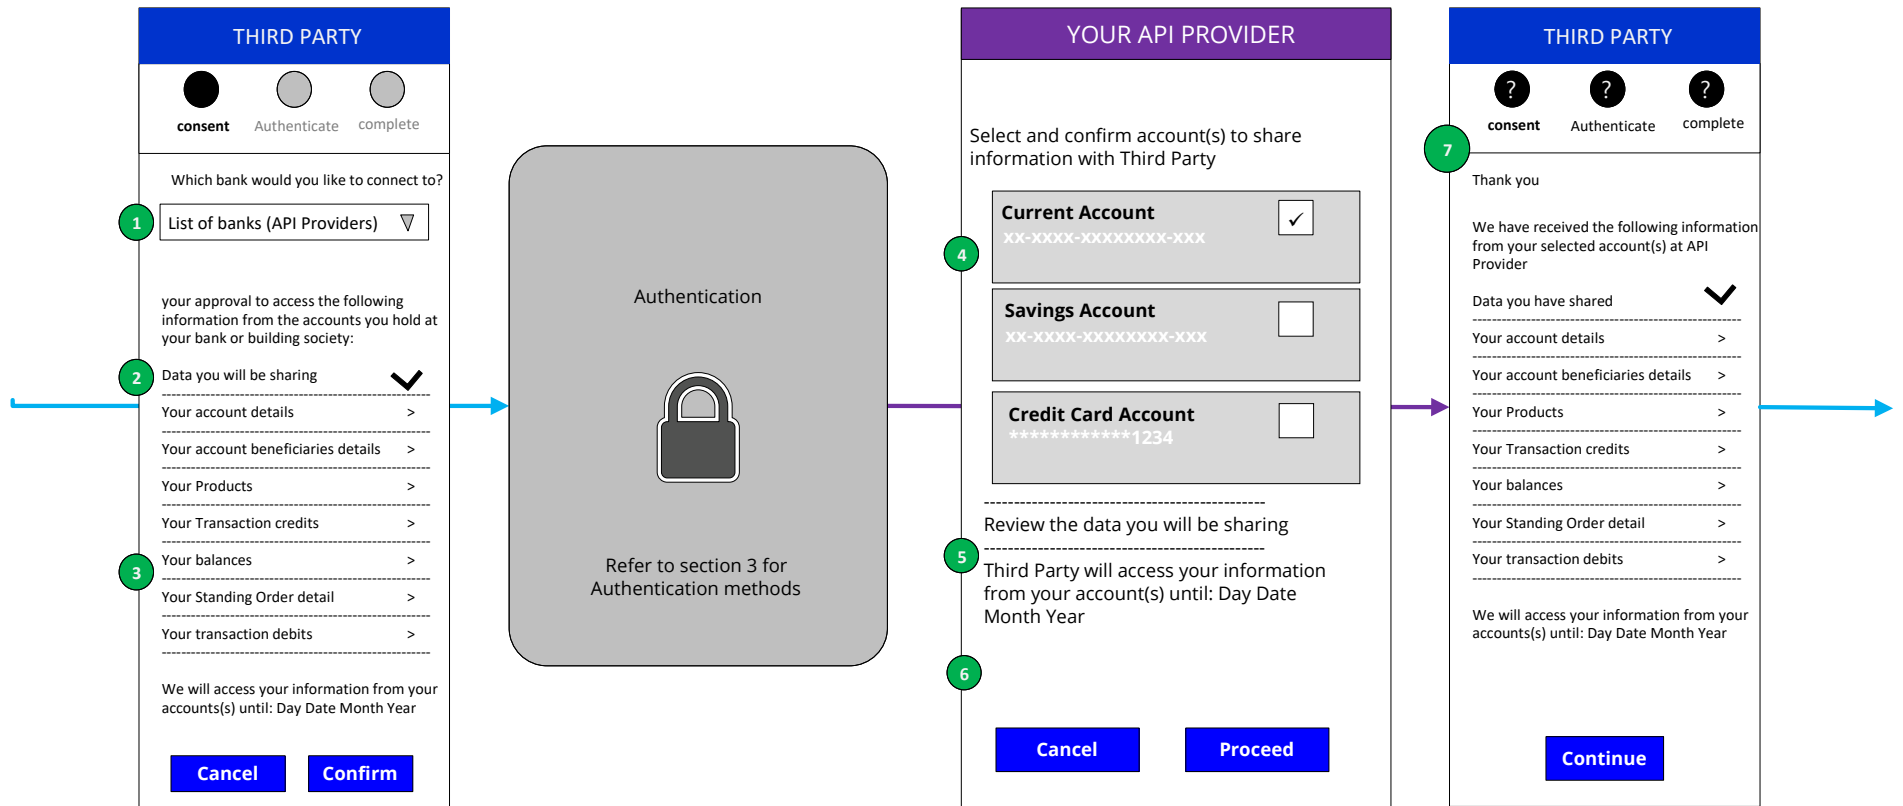 THIRD PARTY
consent
Authenticate
complete
Which bank would you like to connect to?
1
List of banks (API Providers)
your approval to access the following
information from the accounts you hold at
your bank or building society:
2
Data you will be sharing
Your account details >
Your account beneficiaries details >
Your Products >
Your Transaction credits >
3
Your balances >
Your Standing Order detail >
Your transaction debits >
We will access your information from your
accounts(s) until: Day Date Month Year
Cancel
Confirm
Authentication
Refer to section 3 for
Authentication methods
YOUR API PROVIDER
Select and confirm account(s) to share
information with Third Party
4
Current Account
xx-xxxx-xxxxxxxx-xxx
Savings Account
xx-xxxx-xxxxxxxx-xxx
Credit Card Account
************1234
Review the data you will be sharing
5
Third Party will access your information
from your account(s) until: Day Date
Month Year
6
Cancel
Proceed
THIRD PARTY
? ? ?
consent
Authenticate
complete
7
Thank you
We have received the following information
from your selected account(s) at API
Provider
Data you have shared
Your account details >
Your account beneficiaries details >
Your Products >
Your Transaction credits >
Your balances >
Your Standing Order detail >
Your transaction debits >
We will access your information from your
accounts(s) until: Day Date Month Year
Continue